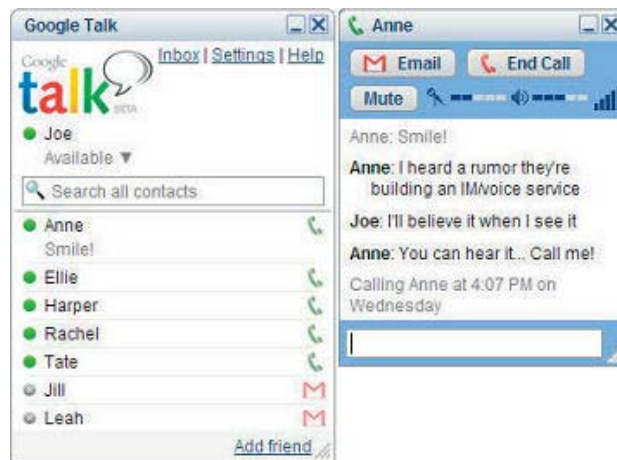 Google Talk
Inbox | Settings | Help
Google
talk
BETA
Joe
Available ▼
Search all contacts
Anne
Smile!
Ellie
Harper
Rachel
Tate
Jill
Leah
Add friend
Anne
Email
End Call
Mute
Anne: Smile!
Anne: I heard a rumor they're
building an IM/voice service
Joe: I'll believe it when I see it
Anne: You can hear it... Call me!
Calling Anne at 4:07 PM on
Wednesday